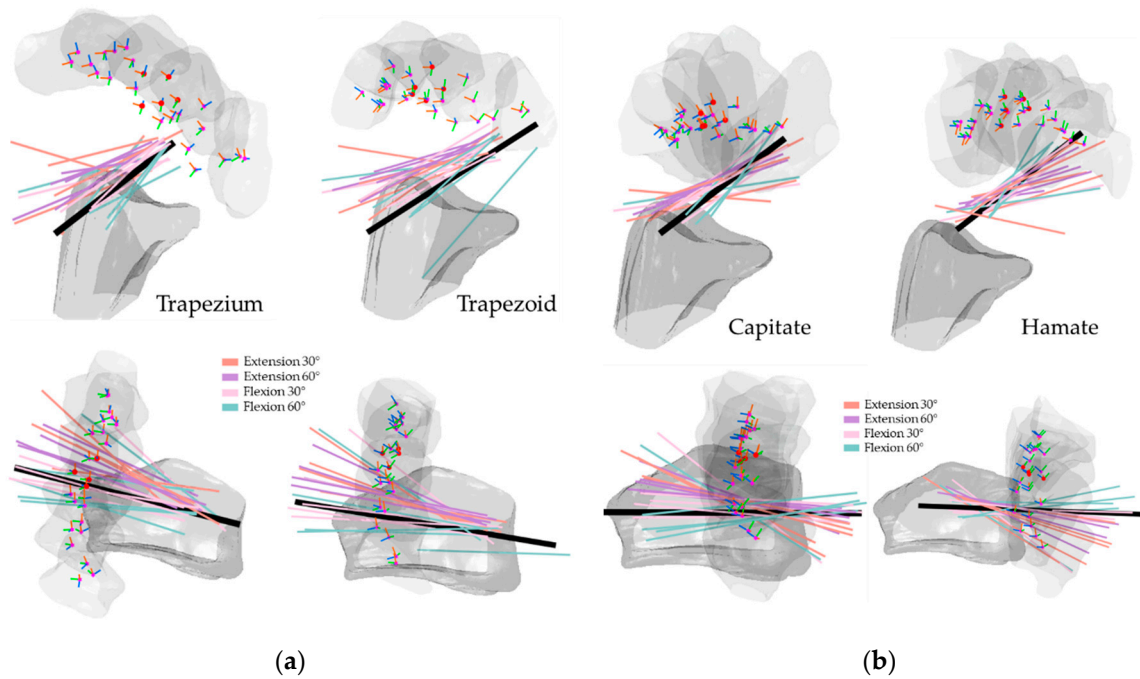 Trapezium
Trapezoid
Capitate
Hamate
Extension 30°
Extension 60°
Flexion 30°
Flexion 60°
Extension 30°
Extension 60°
Flexion 30°
Flexion 60°
(a)
(b)